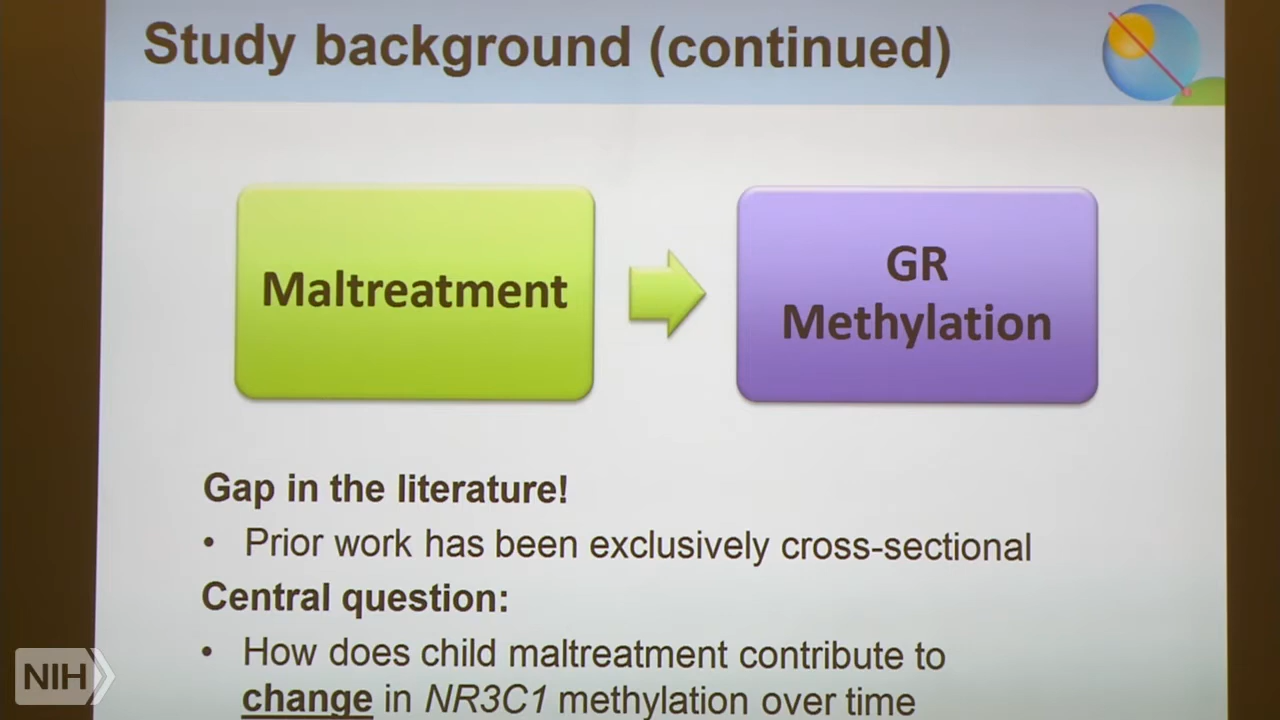 Study background (continued)
Maltreatment
GR
Methylation
Gap in the literature!
• Prior work has been exclusively cross-sectional
Central question:
• How does child maltreatment contribute to
change in NR3C1 methylation over time
NIH